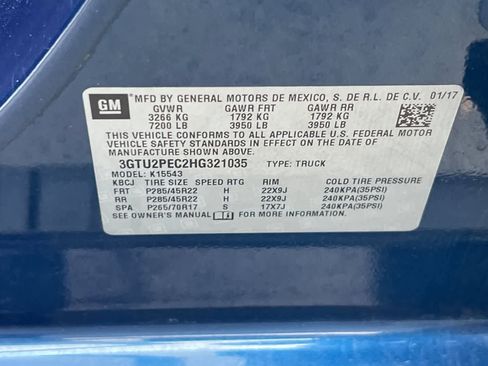 GM
MFD BY GENERAL MOTORS DE MEXICO, S. DE R.L. DE C.V. 01/17
GVWR GAWR FRT GAWR RR
3266 KG 1792 KG 1792 KG
7200 LB 3950 LB 3950 LB
THIS VEHICLE CONFORMS TO ALL APPLICABLE U.S. FEDERAL MOTOR
VEHICLE SAFETY STANDARDS IN EFFECT ON THE DATE OF
MANUFACTURE SHOWN ABOVE.
3GTU2PEC2HG321035 TYPE: TRUCK
MODEL: K15543
KBCJ TIRE SIZE SPEED RTG RIM COLD TIRE PRESSURE
FRT P285/45R22 H 22X9J 240KPA(35PSI)
RR P285/45R22 H 22X9J 240KPA(35PSI)
SPA P265/70R17 S 17X7J 240KPA(35PSI)
SEE OWNER'S MANUAL FOR MORE INFORMATION.